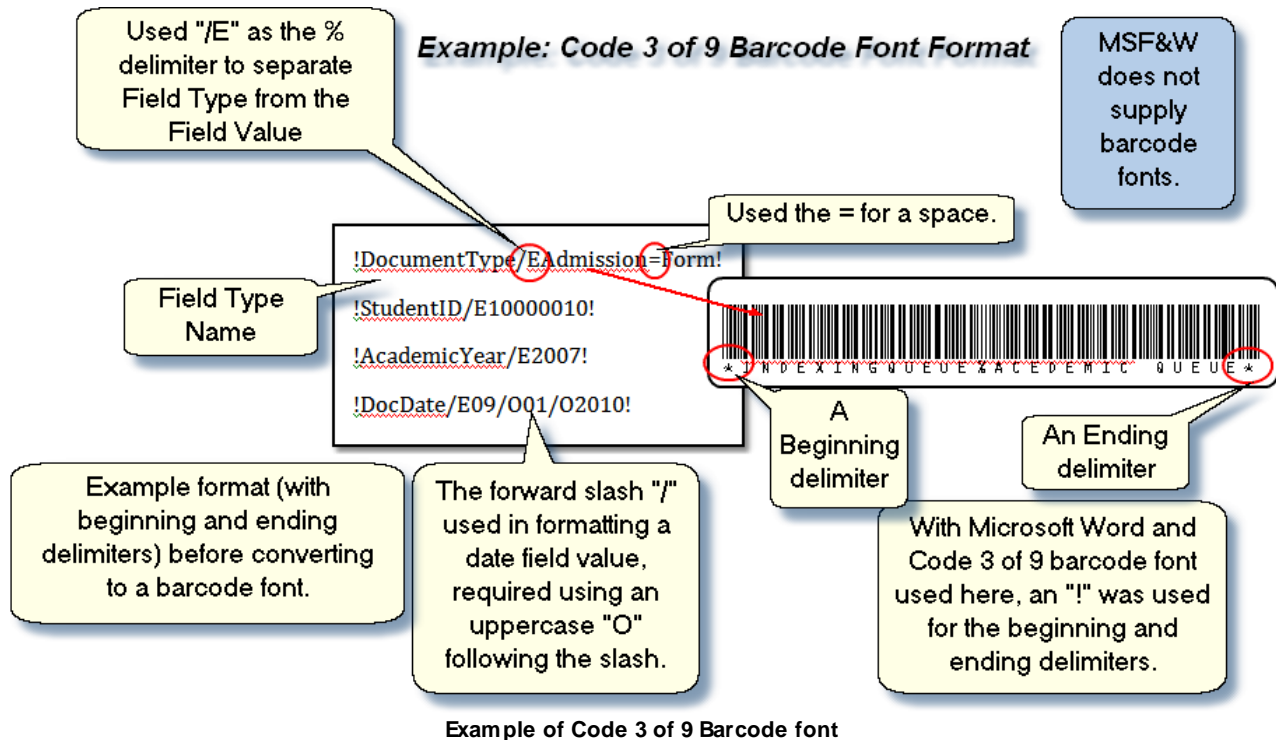 Used "/E" as the %
delimiter to separate
Field Type from the
Field Value
Example: Code 3 of 9 Barcode Font Format
MSF&W
does not
supply
barcode
fonts.
Used the = for a space.
!DocumentType/EAdmission=Form!
Field Type
Name
!StudentID/E10000010!
!AcademicYear/E2007!
!DocDate/E09/O01/O2010!
*INDEXINGQUEUE%ACEDEMIC QUEUE*
A
Beginning
delimiter
An Ending
delimiter
Example format (with
beginning and ending
delimiters) before converting
to a barcode font.
The forward slash "/"
used in formatting a
date field value,
required using an
uppercase "O"
following the slash.
With Microsoft Word and
Code 3 of 9 barcode font
used here, an "!" was used
for the beginning and
ending delimiters.
Example of Code 3 of 9 Barcode font